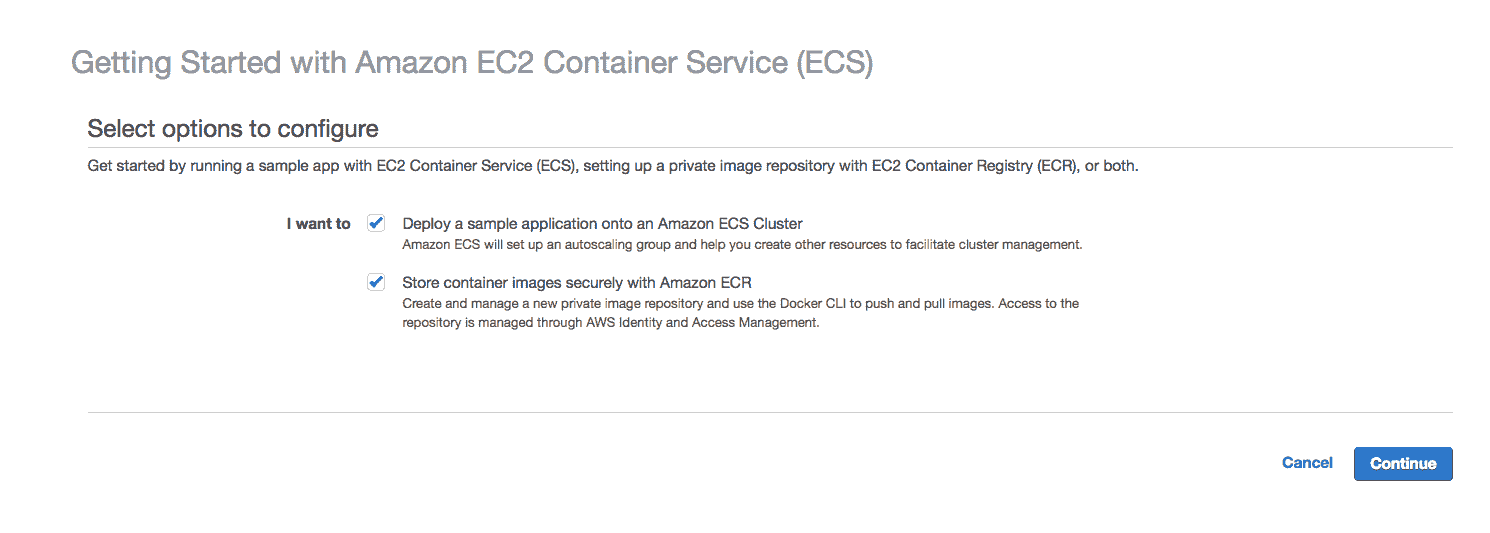 Getting Started with Amazon EC2 Container Service (ECS)
Select options to configure
Get started by running a sample app with EC2 Container Service (ECS), setting up a private image repository with EC2 Container Registry (ECR), or both.
I want to Deploy a sample application onto an Amazon ECS Cluster
Amazon ECS will set up an autoscaling group and help you create other resources to facilitate cluster management.
Store container images securely with Amazon ECR
Create and manage a new private image repository and use the Docker CLI to push and pull images. Access to the
repository is managed through AWS Identity and Access Management.
Cancel Continue